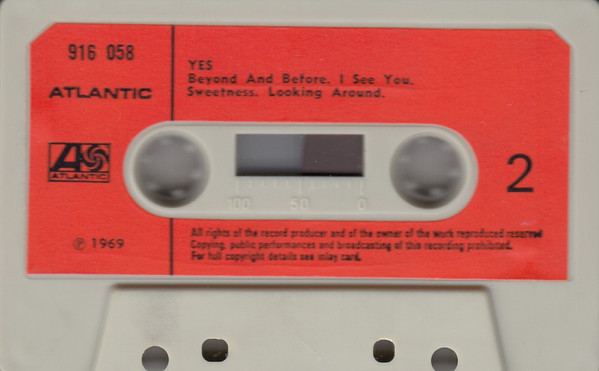 916 058
ATLANTIC
YES
Beyond And Before. I See You.
Sweetness. Looking Around.
ATLANTIC
100 50 0
2
℗ 1969
All rights of the record producer and of the owner of the work reproduced reserved
Copying, public performances and broadcasting of this recording prohibited.
For full copyright details see inlay card.